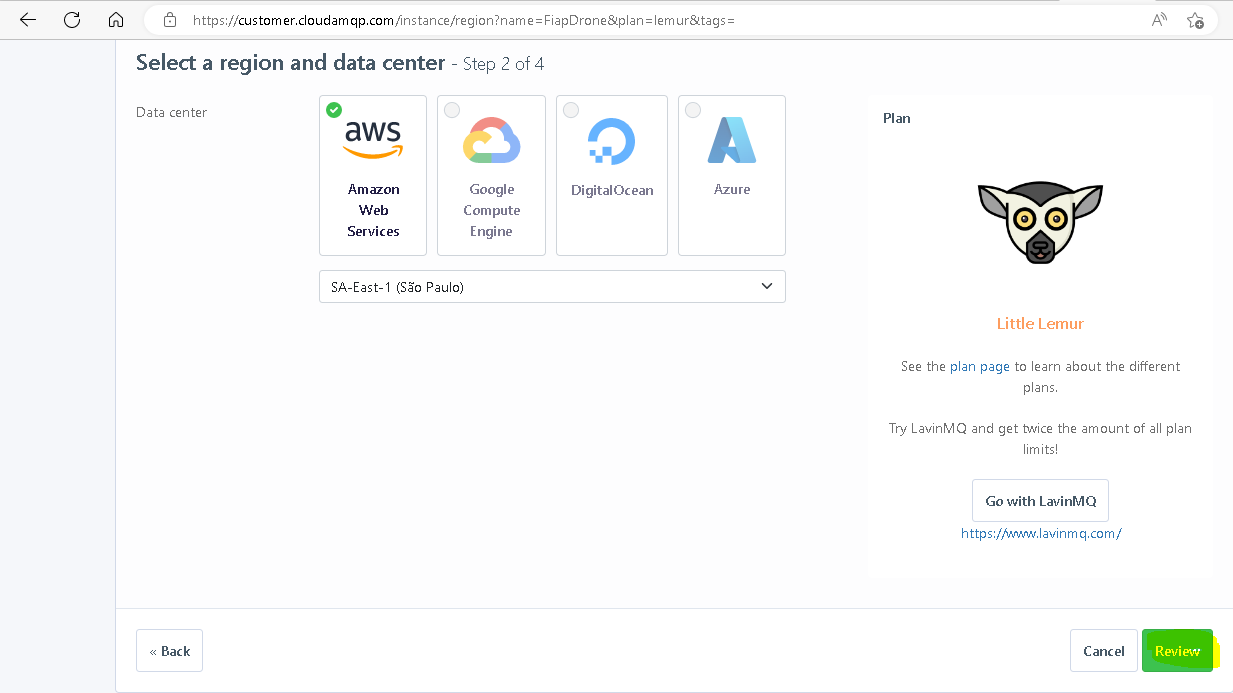 https://customer.cloudamqp.com/instance/region?name=FiapDrone&plan=lemur&tags=
Select a region and data center - Step 2 of 4
Data center
aws
Amazon
Web
Services
Google
Compute
Engine
DigitalOcean
Azure
SA-East-1 (São Paulo)
Plan
Little Lemur
See the plan page to learn about the different
plans.
Try LavinMQ and get twice the amount of all plan
limits!
Go with LavinMQ
https://www.lavinmq.com/
« Back
Cancel
Review